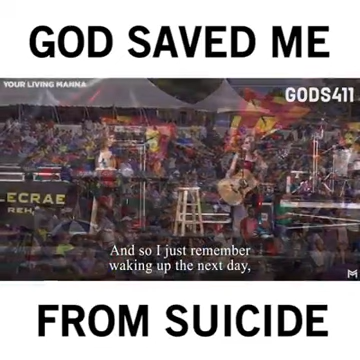 GOD SAVED ME
YOUR LIVING MANNA
GODS411
LECRAE
REH
And so I just remember
waking up the next day,
FROM SUICIDE